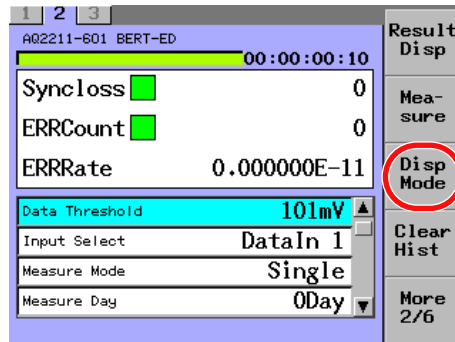 1 2 3
AQ2211-601 BERT-ED
00:00:00:10
Syncloss 0
ERRCount 0
ERRRate 0.000000E-11
Data Threshold 101mV
Input Select DataIn 1
Measure Mode Single
Measure Day 0Day
Result
Disp
Mea-
sure
Disp
Mode
Clear
Hist
More
2/6